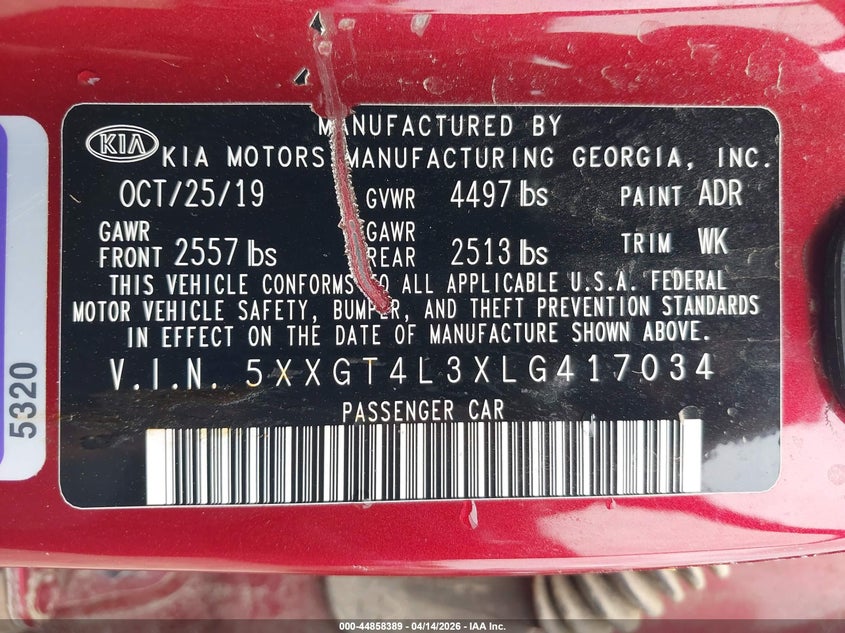 MANUFACTURED BY
KIA
KIA MOTORS MANUFACTURING GEORGIA, INC.
OCT/25/19 GVWR 4497 lbs PAINT ADR
GAWR FRONT 2557 lbs GAWR REAR 2513 lbs TRIM WK
THIS VEHICLE CONFORMS TO ALL APPLICABLE U.S.A. FEDERAL
MOTOR VEHICLE SAFETY, BUMPER, AND THEFT PREVENTION STANDARDS
IN EFFECT ON THE DATE OF MANUFACTURE SHOWN ABOVE.
V.I.N. 5XXGT4L3XLG417034
PASSENGER CAR
5320
000-44858389 | 04/14/2026 | IAA Inc.